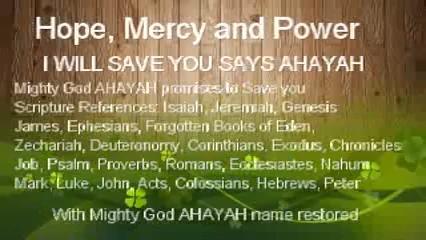 Hope, Mercy and Power
I WILL SAVE YOU SAYS AHAYAH
Mighty God AHAYAH promises to Save you
Scripture References: Isaiah, Jeremiah, Genesis
James, Ephesians, Forgotten Books of Eden,
Zechariah, Deuteronomy, Corinthians, Exodus, Chronicles
Job, Psalm, Proverbs, Romans, Ecclesiastes, Nahum
Mark, Luke, John, Acts, Colossians, Hebrews, Peter
With Mighty God AHAYAH name restored